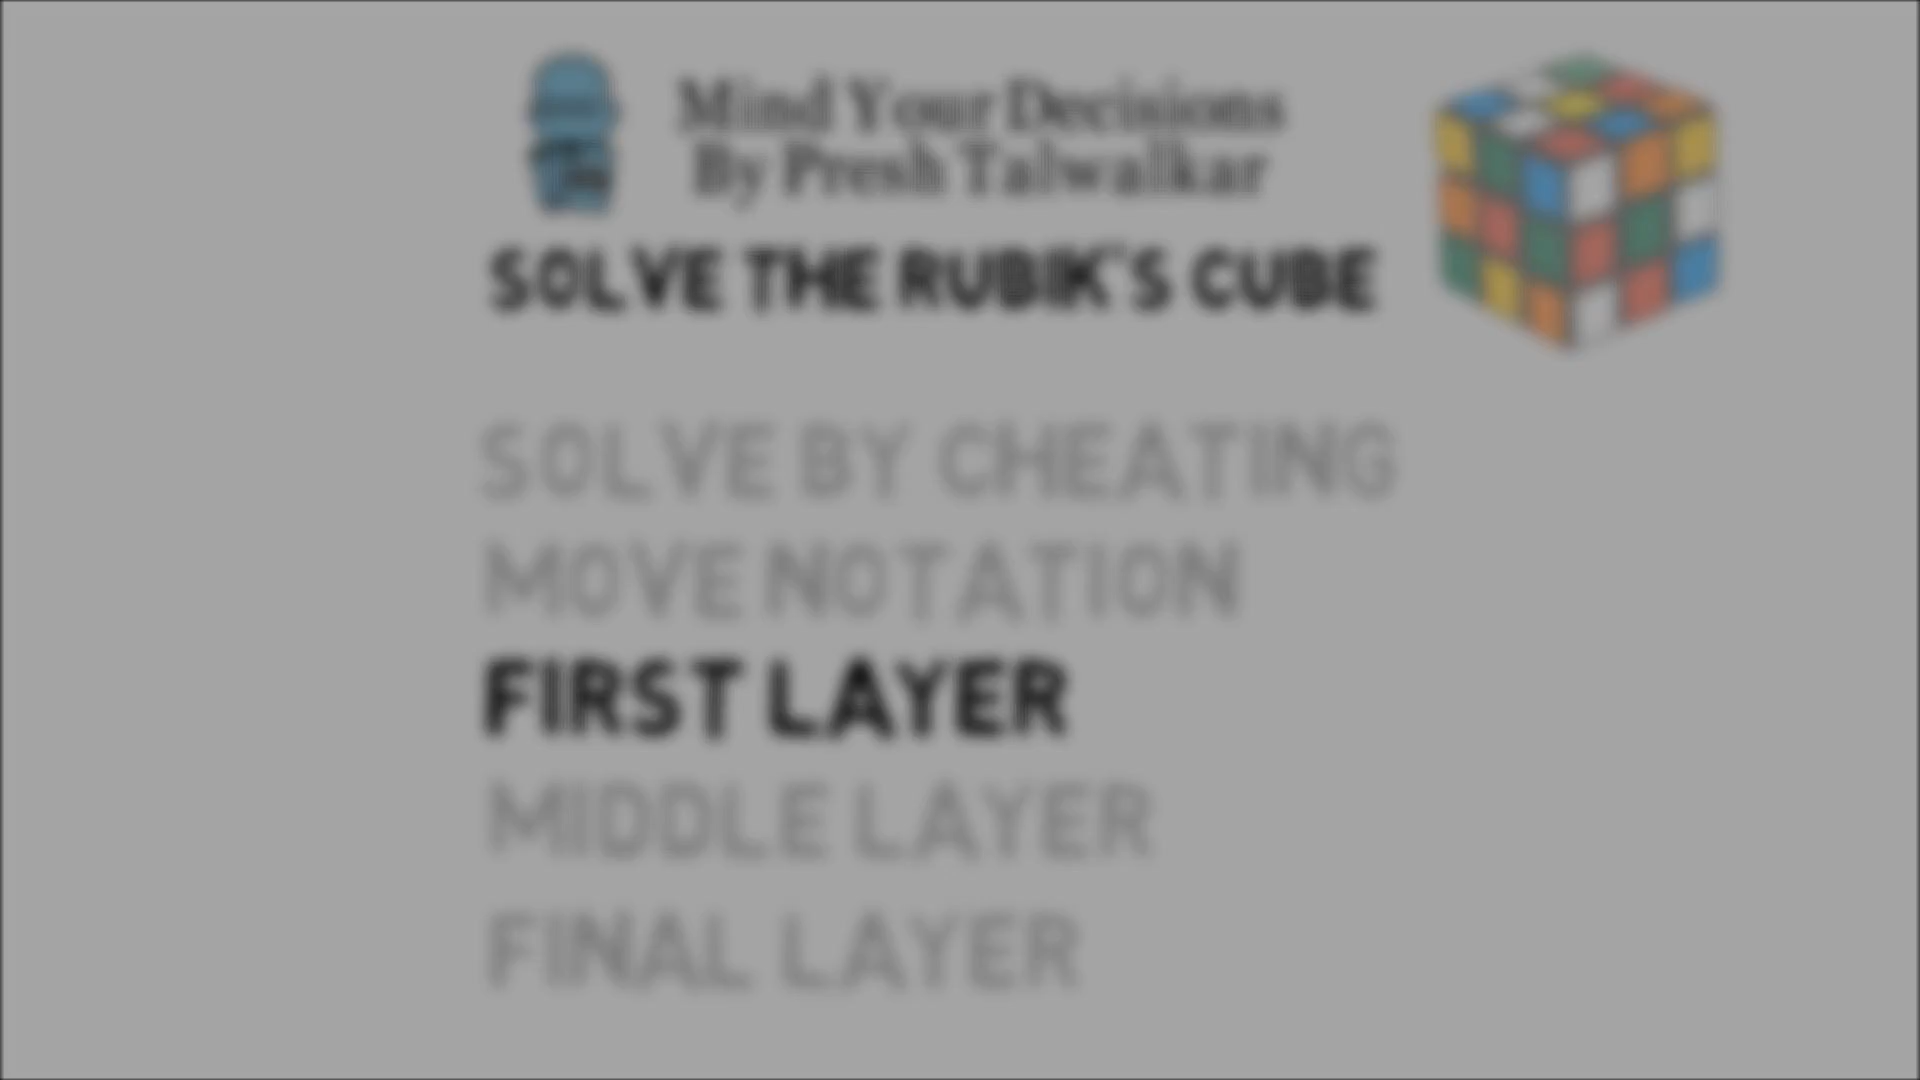 Mind Your Decisions
By Presh Talwalkar
SOLVE THE RUBIK'S CUBE
SOLVE BY CHEATING
MOVE NOTATION
FIRST LAYER
MIDDLE LAYER
FINAL LAYER